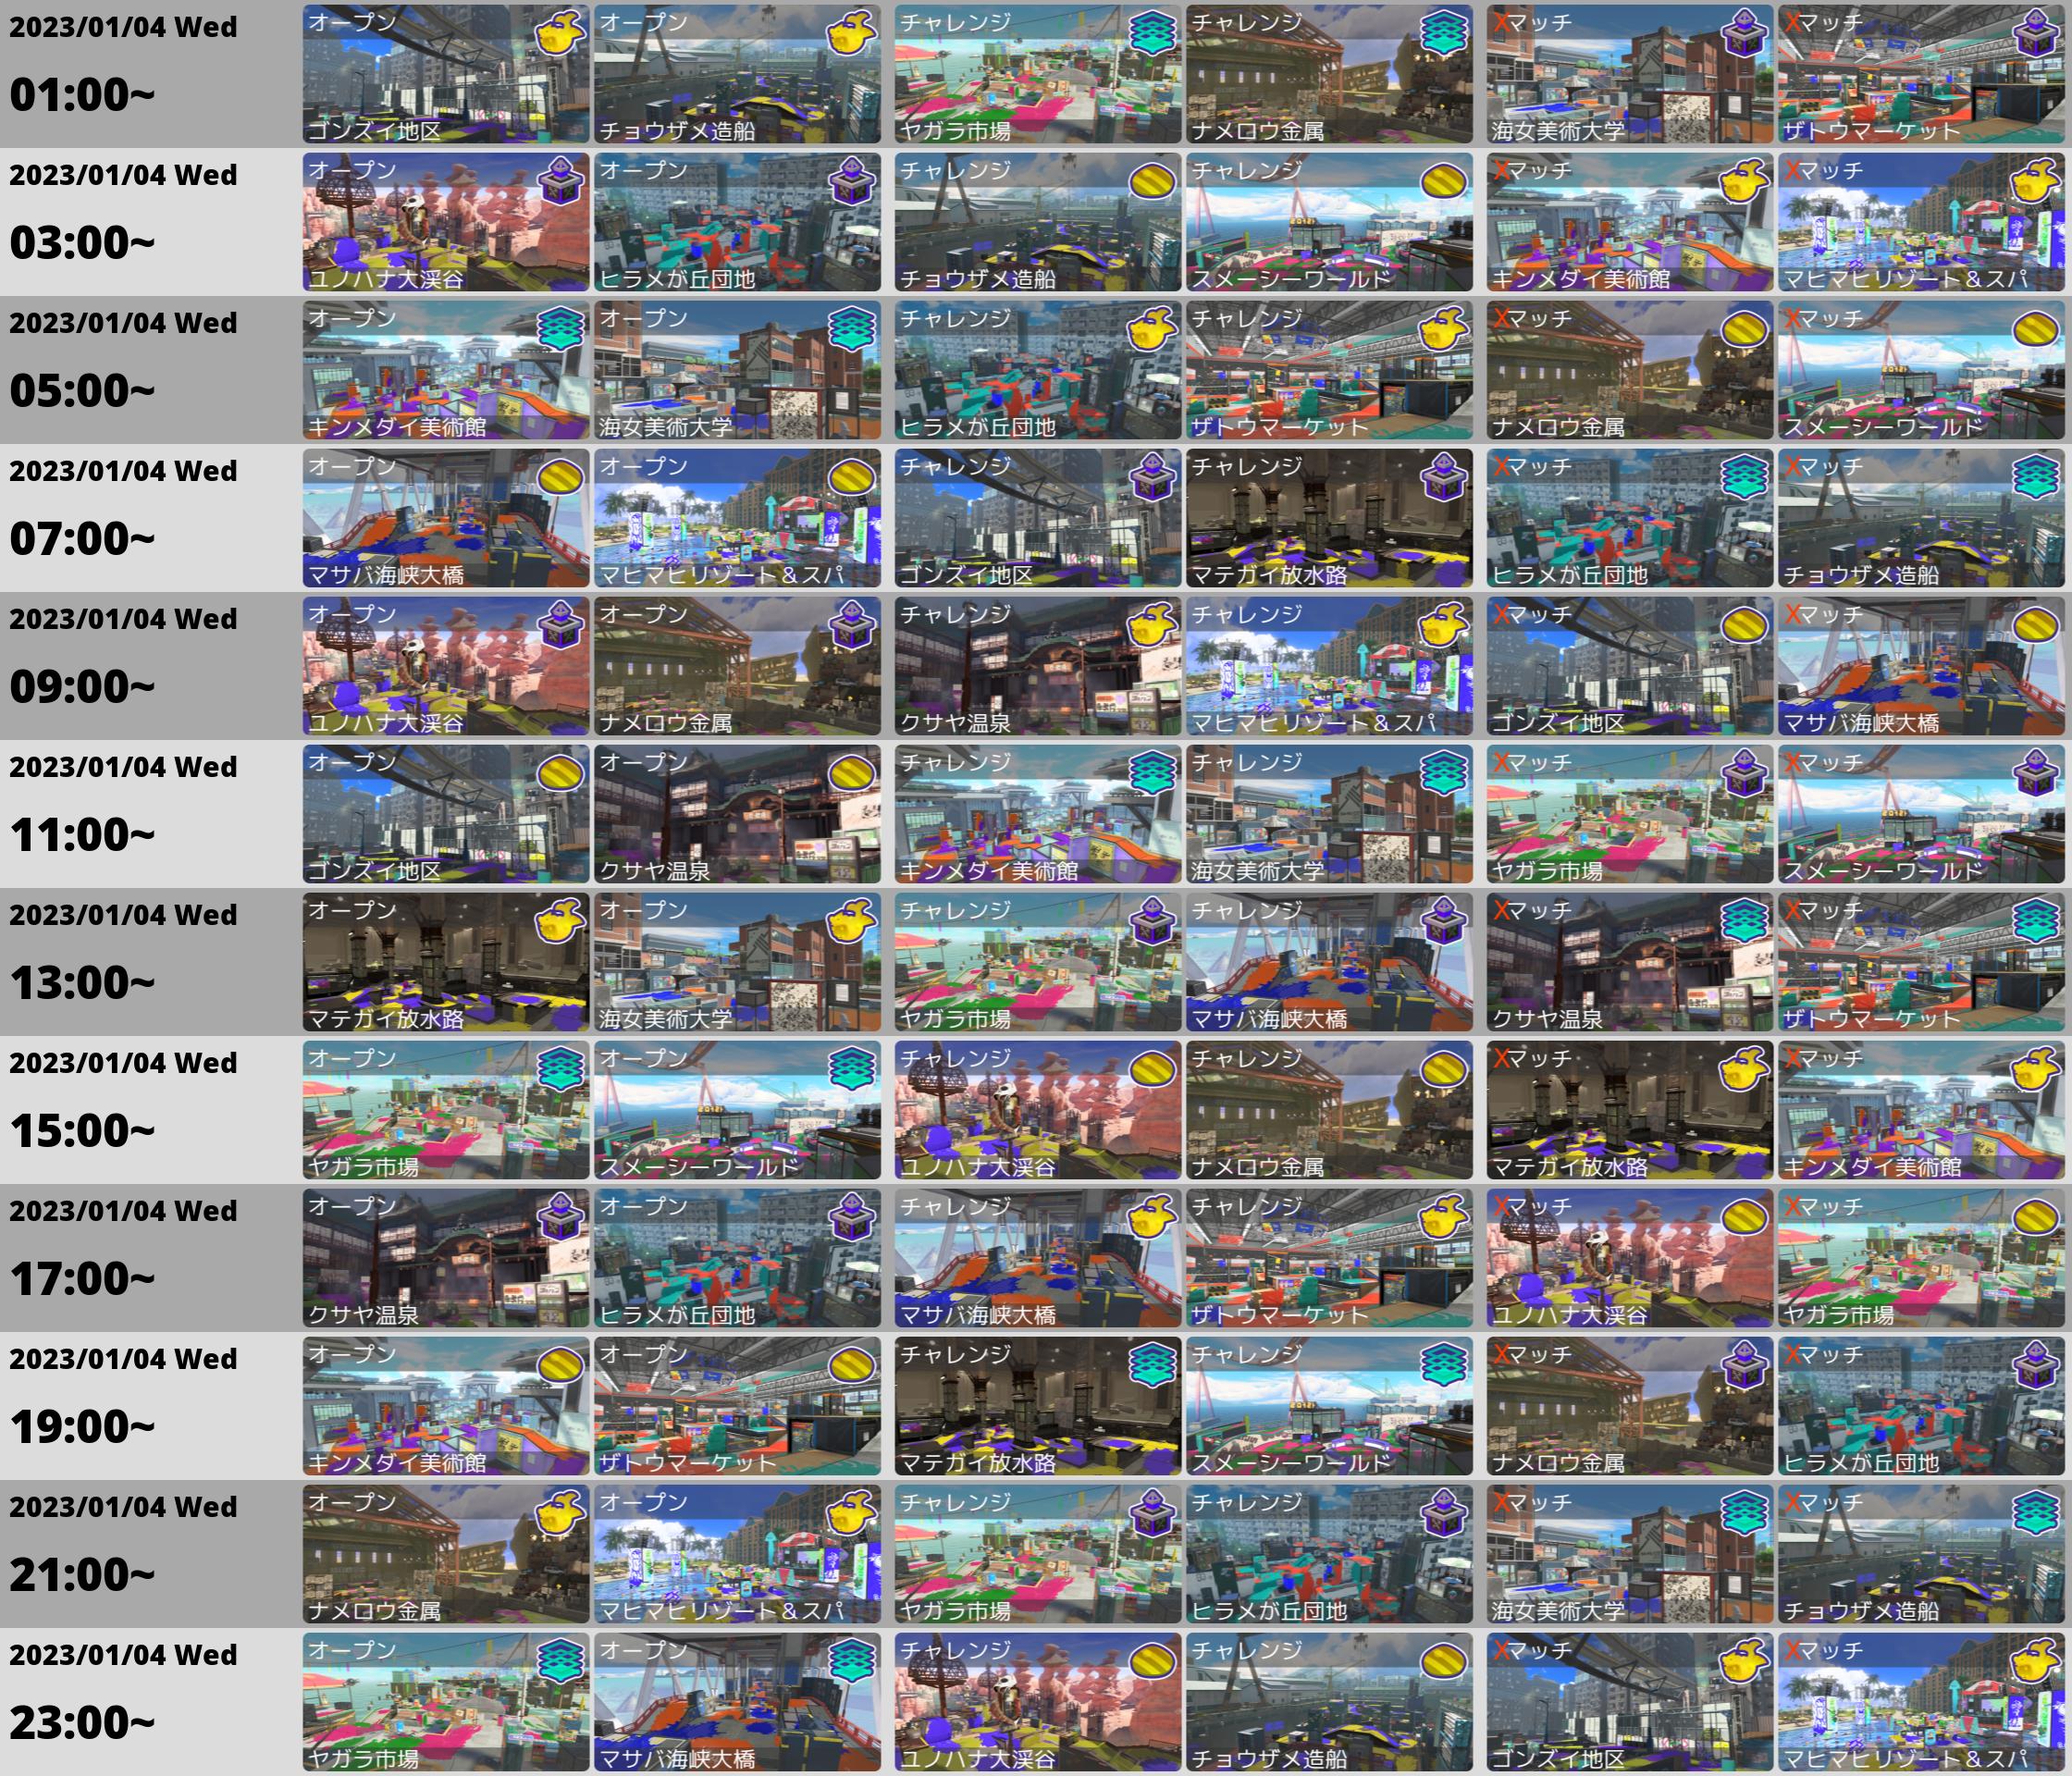 2023/01/04 Wed
01:00~
オープン
ゴンズイ地区
オープン
チョウザメ造船
チャレンジ
ヤガラ市場
チャレンジ
ナメロウ金属
Xマッチ
海女美術大学
Xマッチ
ザトウマーケット
2023/01/04 Wed
03:00~
オープン
ユノハナ大渓谷
オープン
ヒラメが丘団地
チャレンジ
チョウザメ造船
チャレンジ
スメーシーワールド
Xマッチ
キンメダイ美術館
Xマッチ
マヒマヒリゾート＆スパ
2023/01/04 Wed
05:00~
オープン
キンメダイ美術館
オープン
海女美術大学
チャレンジ
ヒラメが丘団地
チャレンジ
ザトウマーケット
Xマッチ
ナメロウ金属
Xマッチ
スメーシーワールド
2023/01/04 Wed
07:00~
オープン
マサバ海峡大橋
オープン
マヒマヒリゾート＆スパ
チャレンジ
ゴンズイ地区
チャレンジ
マテガイ放水路
Xマッチ
ヒラメが丘団地
Xマッチ
チョウザメ造船
2023/01/04 Wed
09:00~
オープン
ユノハナ大渓谷
オープン
ナメロウ金属
チャレンジ
クサヤ温泉
チャレンジ
マヒマヒリゾート＆スパ
Xマッチ
ゴンズイ地区
Xマッチ
マサバ海峡大橋
2023/01/04 Wed
11:00~
オープン
ゴンズイ地区
オープン
クサヤ温泉
チャレンジ
キンメダイ美術館
チャレンジ
海女美術大学
Xマッチ
ヤガラ市場
Xマッチ
スメーシーワールド
2023/01/04 Wed
13:00~
オープン
マテガイ放水路
オープン
海女美術大学
チャレンジ
ヤガラ市場
チャレンジ
マサバ海峡大橋
Xマッチ
クサヤ温泉
Xマッチ
ザトウマーケット
2023/01/04 Wed
15:00~
オープン
ヤガラ市場
オープン
スメーシーワールド
チャレンジ
ユノハナ大渓谷
チャレンジ
ナメロウ金属
Xマッチ
マテガイ放水路
Xマッチ
キンメダイ美術館
2023/01/04 Wed
17:00~
オープン
クサヤ温泉
オープン
ヒラメが丘団地
チャレンジ
マサバ海峡大橋
チャレンジ
ザトウマーケット
Xマッチ
ユノハナ大渓谷
Xマッチ
ヤガラ市場
2023/01/04 Wed
19:00~
オープン
キンメダイ美術館
オープン
ザトウマーケット
チャレンジ
マテガイ放水路
チャレンジ
スメーシーワールド
Xマッチ
ナメロウ金属
Xマッチ
ヒラメが丘団地
2023/01/04 Wed
21:00~
オープン
ナメロウ金属
オープン
マヒマヒリゾート＆スパ
チャレンジ
ヤガラ市場
チャレンジ
ヒラメが丘団地
Xマッチ
海女美術大学
Xマッチ
チョウザメ造船
2023/01/04 Wed
23:00~
オープン
ヤガラ市場
オープン
マサバ海峡大橋
チャレンジ
ユノハナ大渓谷
チャレンジ
チョウザメ造船
Xマッチ
ゴンズイ地区
Xマッチ
マヒマヒリゾート＆スパ